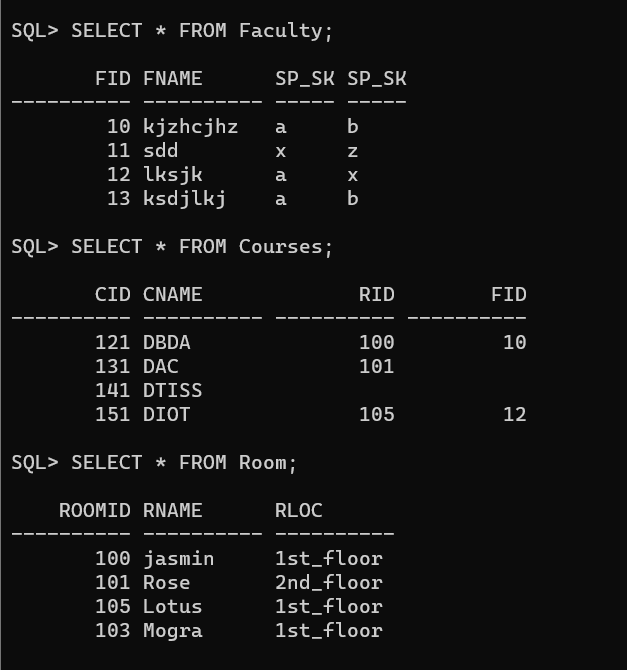 SQL> SELECT * FROM Faculty;
       FID FNAME      SP_SK SP_SK
---------- ---------- ----- -----
        10 kjzhcjhz   a     b
        11 sdd        x     z
        12 lksjk      a     x
        13 ksdjlkj    a     b
SQL> SELECT * FROM Courses;
       CID CNAME             RID        FID
---------- ---------- ---------- ----------
       121 DBDA              100         10
       131 DAC               101
       141 DTISS
       151 DIOT              105         12
SQL> SELECT * FROM Room;
    ROOMID RNAME      RLOC
---------- ---------- ----------
       100 jasmin     1st_floor
       101 Rose       2nd_floor
       105 Lotus      1st_floor
       103 Mogra      1st_floor